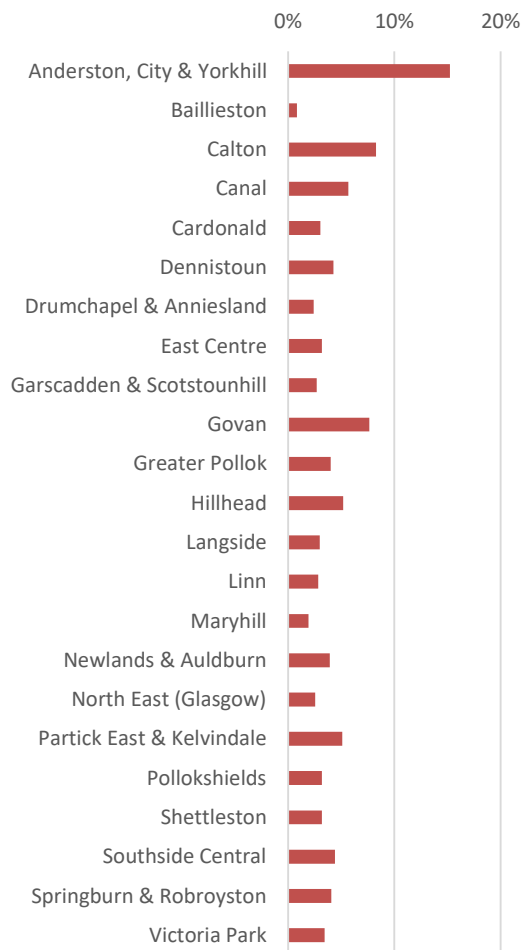 0% 10% 20%
Anderston, City & Yorkhill
Baillieston
Calton
Canal
Cardonald
Dennistoun
Drumchapel & Anniesland
East Centre
Garscadden & Scotstounhill
Govan
Greater Pollok
Hillhead
Langside
Linn
Maryhill
Newlands & Auldburn
North East (Glasgow)
Partick East & Kelvindale
Pollokshields
Shettleston
Southside Central
Springburn & Robroyston
Victoria Park